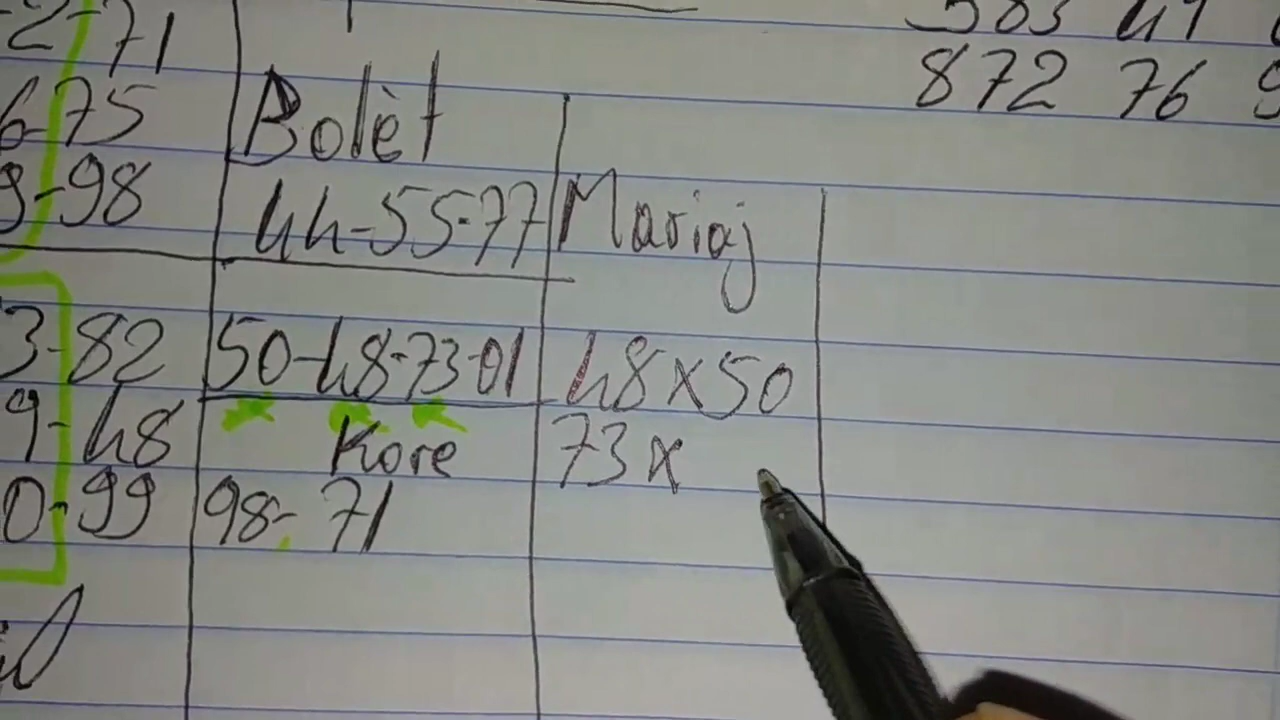 2-71
6-75
9-98
3-82
9-48
0-99
Bolèt
44-55-77
50-48-73-01
Kore
98-71
Mariaj
48x50
73x
872 76